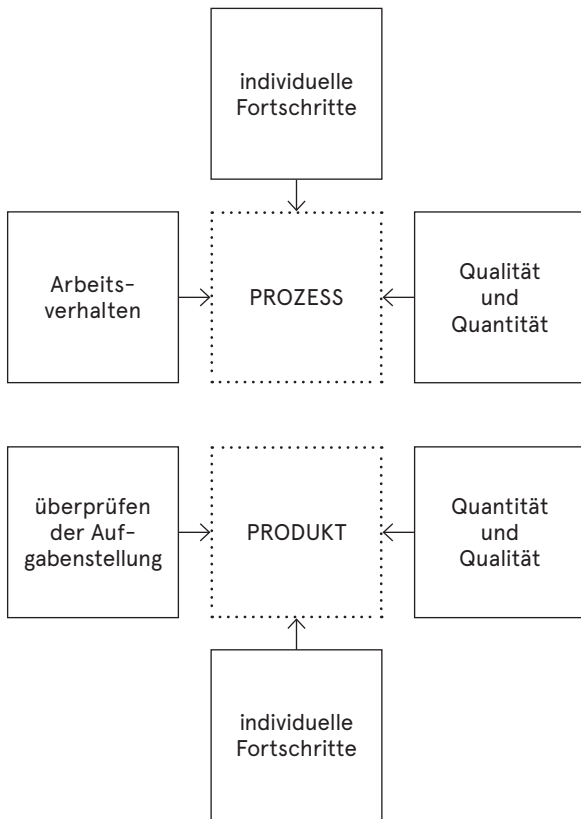 individuelle
Fortschritte
Arbeits-
verhalten
PROZESS
Qualität
und
Quantität
überprüfen
der Auf-
gabenstellung
PRODUKT
Quantität
und
Qualität
individuelle
Fortschritte